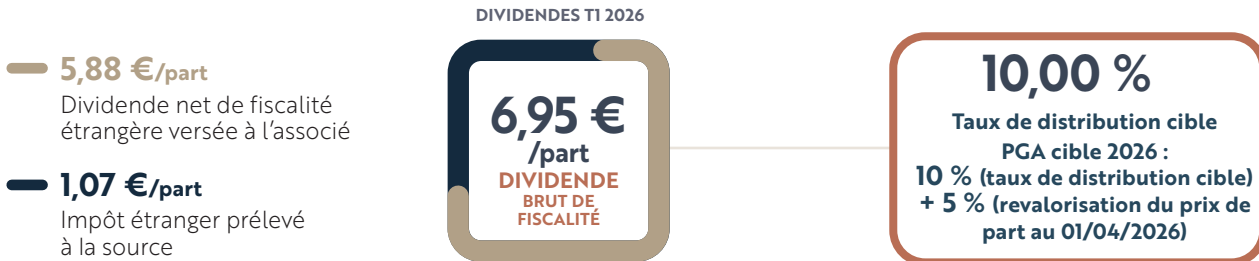 DIVIDENDES T1 2026
5,88 €/part
Dividende net de fiscalité
étrangère versée à l’associé
1,07 €/part
Impôt étranger prélevé
à la source
6,95 €
/part
DIVIDENDE
BRUT DE
FISCALITÉ
10,00 %
Taux de distribution cible
PGA cible 2026 :
10 % (taux de distribution cible)
+ 5 % (revalorisation du prix de
part au 01/04/2026)